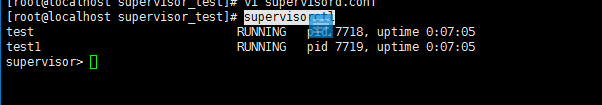 [root@localhost supervisor_test]# vi supervisord.conf
[root@localhost supervisor_test]#
test RUNNING pid 7718, uptime 0:07:05
test1 RUNNING pid 7719, uptime 0:07:05
supervisor>